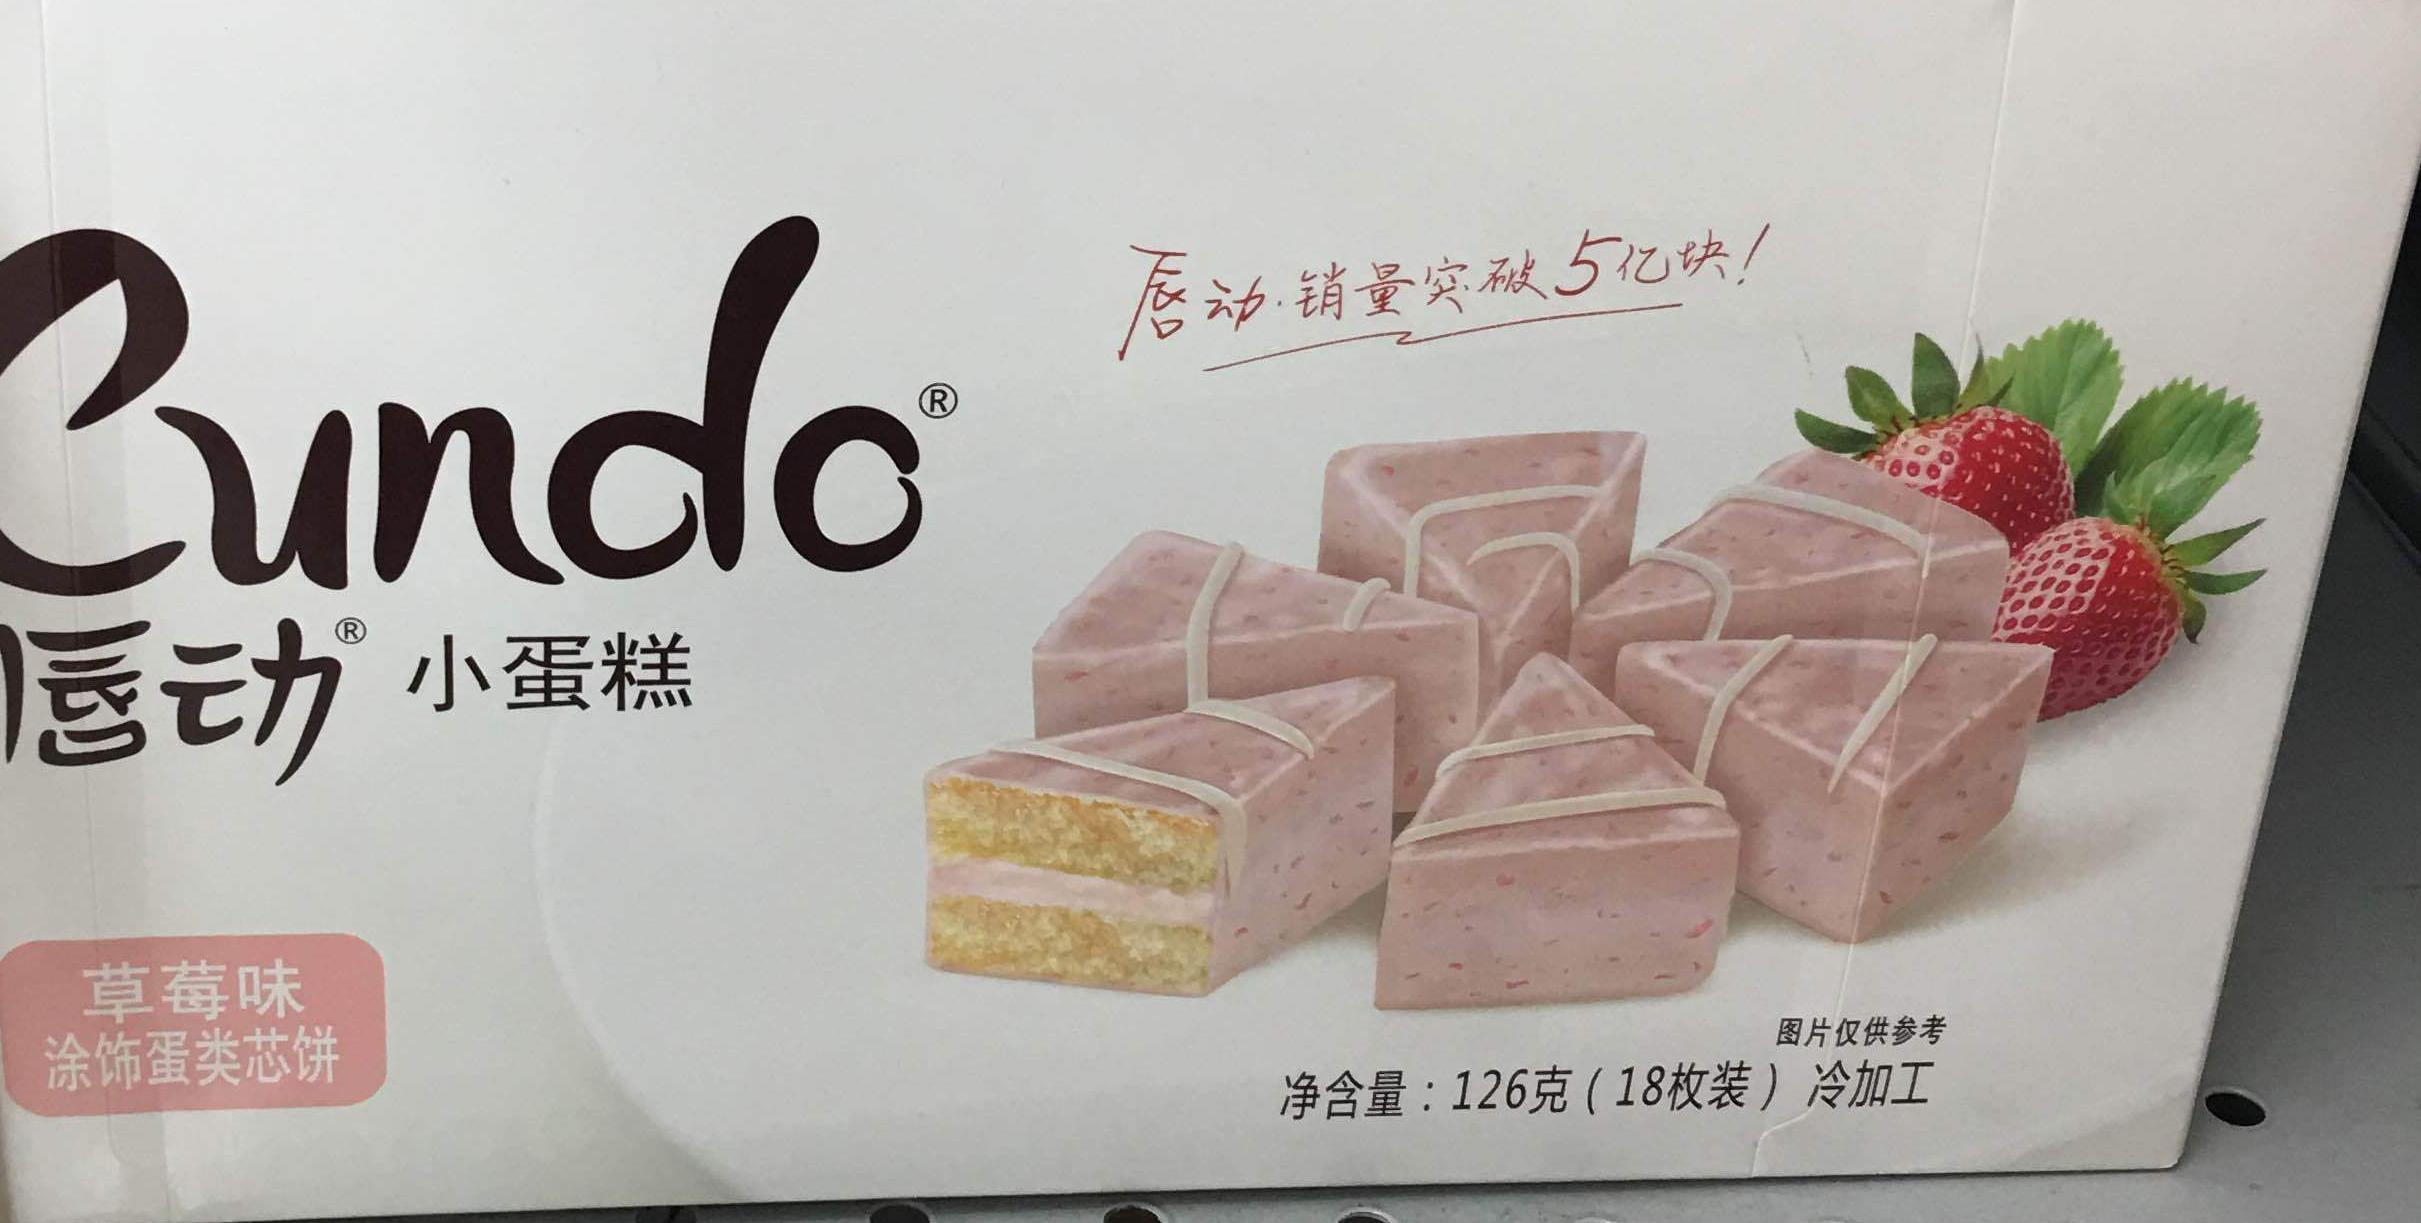 Cundo®
唇动® 小蛋糕
唇动·销量突破5亿块!
草莓味
涂饰蛋类芯饼
图片仅供参考
净含量：126克（18枚装）冷加工